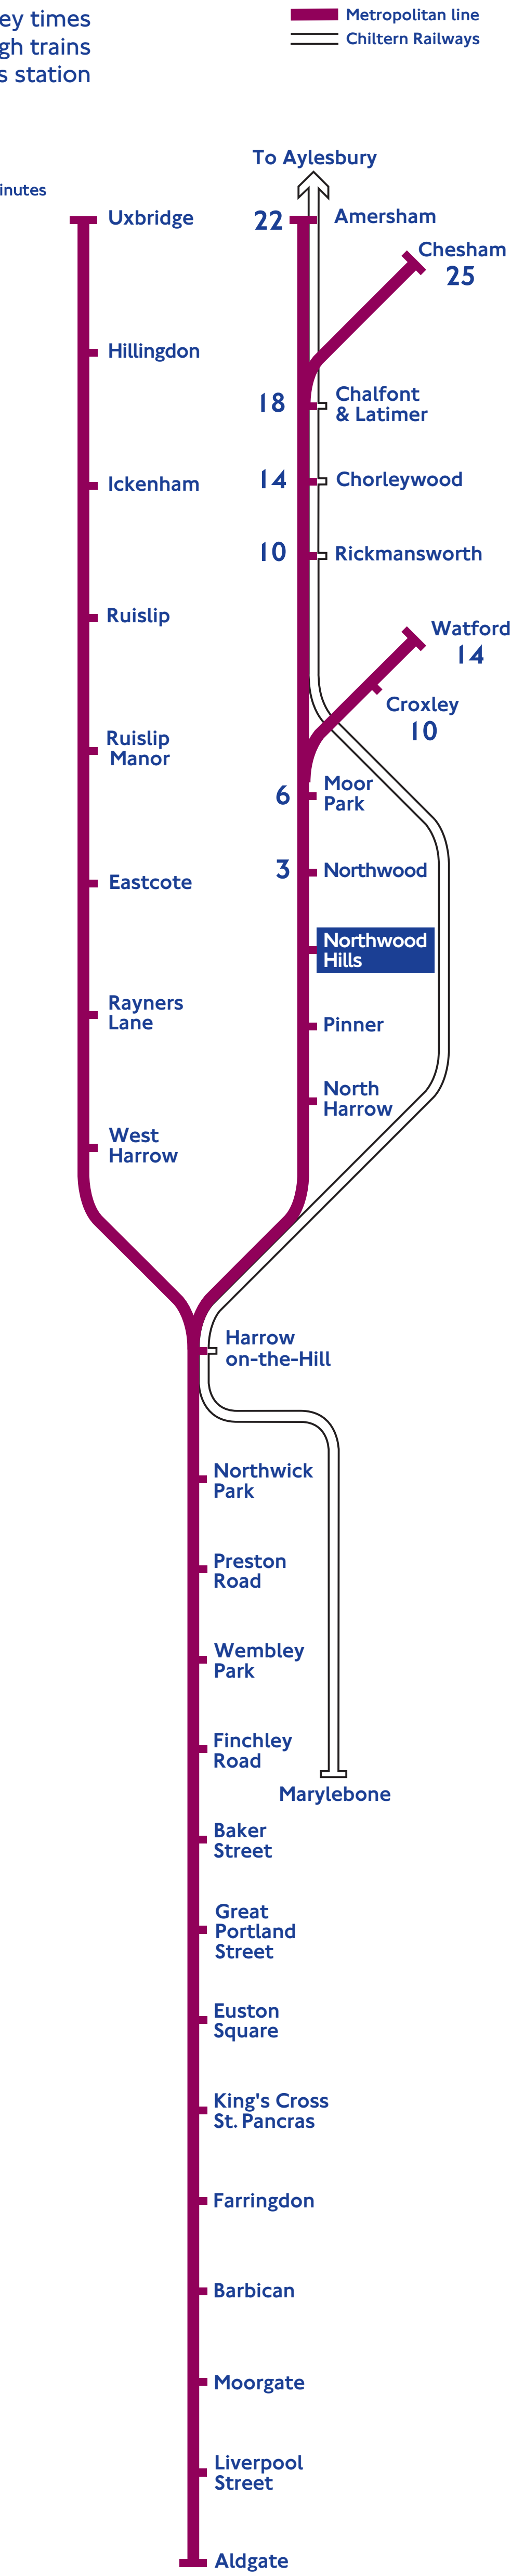 ey times
gh trains
s station
Metropolitan line
Chiltern Railways
inutes
To Aylesbury
Uxbridge
22 Amersham
Chesham
25
Hillingdon
18
Chalfont
& Latimer
Ickenham
14 Chorleywood
10 Rickmansworth
Ruislip
Watford
14
Croxley
10
Ruislip
Manor
6
Moor
Park
3 Northwood
Eastcote
Northwood
Hills
Rayners
Lane
Pinner
North
Harrow
West
Harrow
Harrow
on-the-Hill
Northwick
Park
Preston
Road
Wembley
Park
Finchley
Road
Marylebone
Baker
Street
Great
Portland
Street
Euston
Square
King's Cross
St. Pancras
Farringdon
Barbican
Moorgate
Liverpool
Street
Aldgate